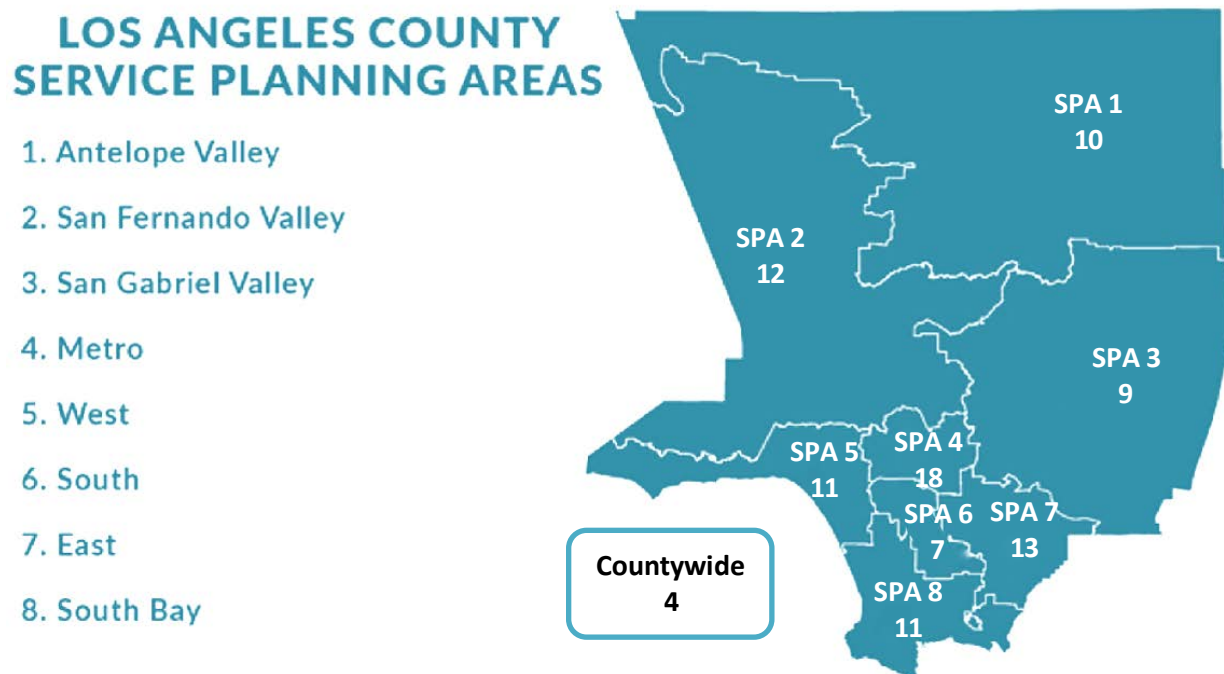 LOS ANGELES COUNTY
SERVICE PLANNING AREAS
1. Antelope Valley
2. San Fernando Valley
3. San Gabriel Valley
4. Metro
5. West
6. South
7. East
8. South Bay
SPA 1
10
SPA 2
12
SPA 3
9
SPA 4
18
SPA 5
11
SPA 6
7
SPA 7
13
SPA 8
11
Countywide
4